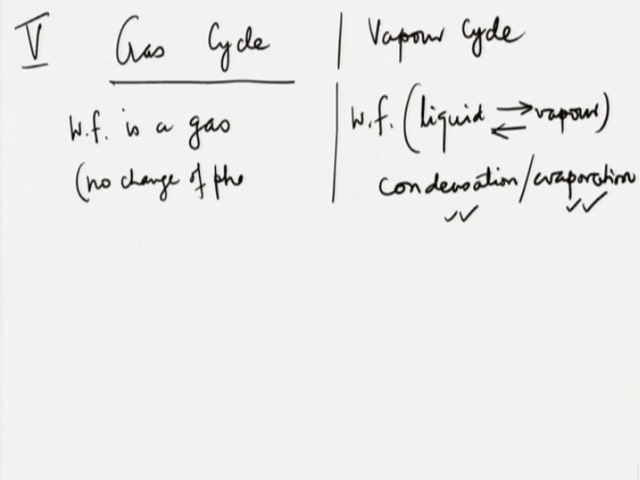 V Gas Cycle | Vapour Cycle
W.f. is a gas
(no change of pha
W.f. (liquid ⇄ vapour)
condensation/evaporation